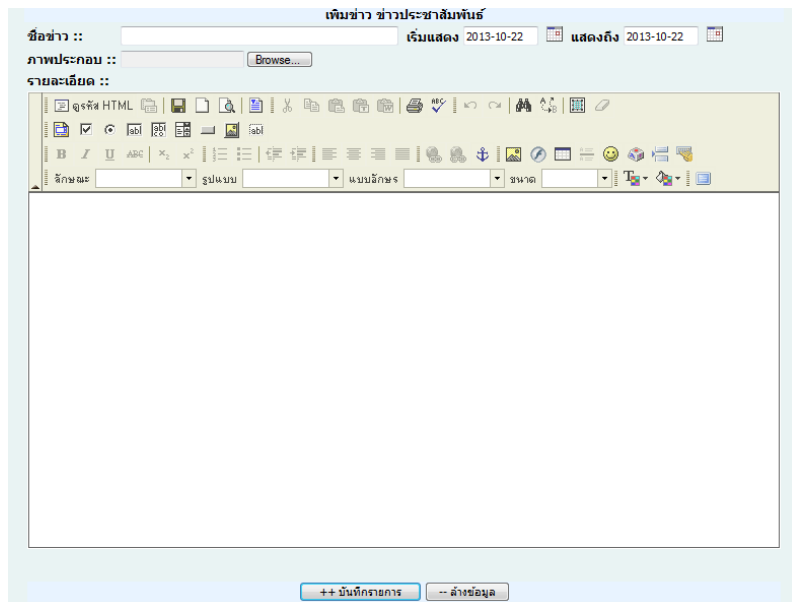 เพิ่มข่าว ข่าวประชาสัมพันธ์
ชื่อข่าว :: เริ่มแสดง 2013-10-22 แสดงถึง 2013-10-22
ภาพประกอบ :: Browse...
รายละเอียด ::
ดูรหัส HTML
B I U ABC x₂ x²
ลักษณะ รูปแบบ แบบอักษร ขนาด
++ บันทึกรายการ -- ล้างข้อมูล